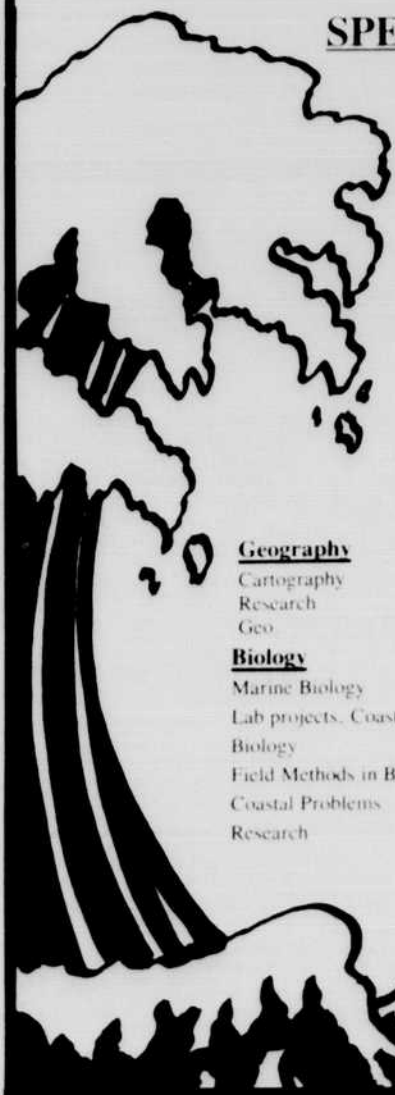 SPE
Geography
Cartography
Research
Geo
Biology
Marine Biology
Lab projects, Coast
Biology
Field Methods in B
Coastal Problems
Research